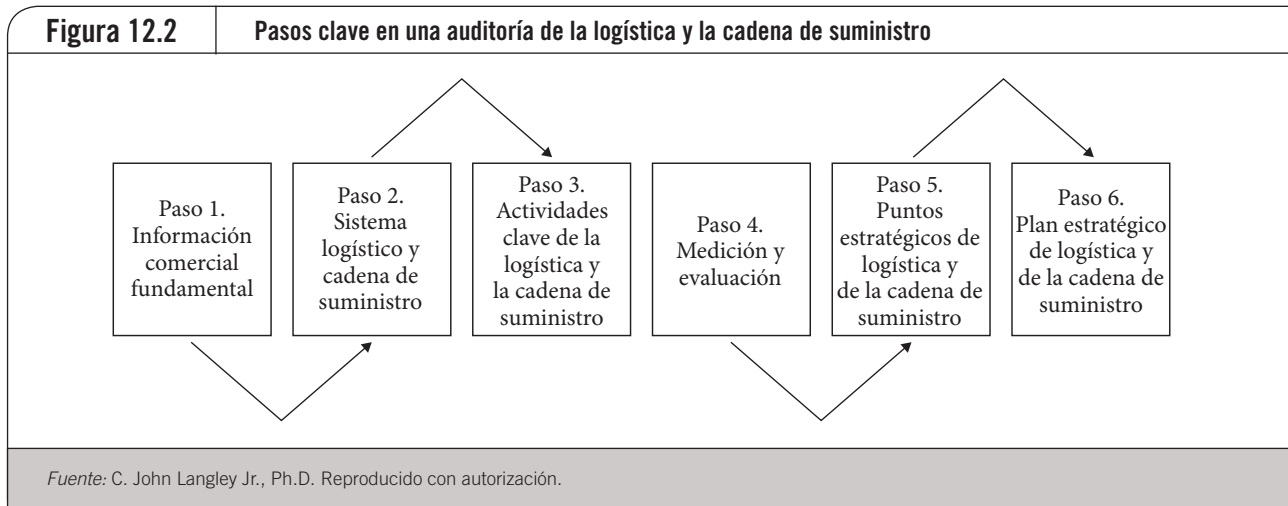 Figura 12.2
Pasos clave en una auditoría de la logística y la cadena de suministro
Paso 1.
Información
comercial
fundamental
Paso 2.
Sistema
logístico y
cadena de
suministro
Paso 3.
Actividades
clave de la
logística y
la cadena de
suministro
Paso 4.
Medición y
evaluación
Paso 5.
Puntos
estratégicos de
logística y
de la cadena de
suministro
Paso 6.
Plan estratégico
de logística y
de la cadena de
suministro
Fuente: C. John Langley Jr., Ph.D. Reproducido con autorización.